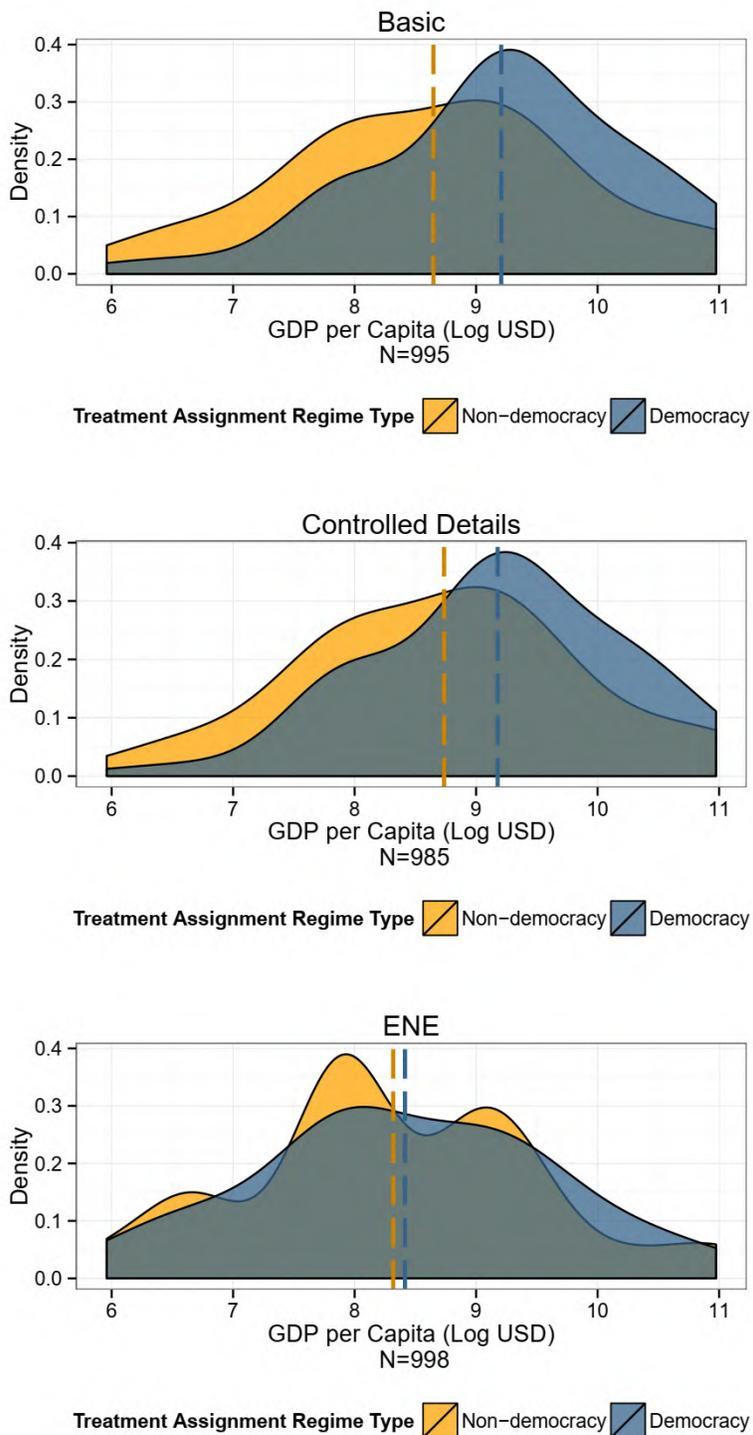 Basic
0.4
0.3
0.2
0.1
0.0
Density
6 7 8 9 10 11
GDP per Capita (Log USD)
N=995
Treatment Assignment Regime Type Non−democracy Democracy
Controlled Details
0.4
0.3
0.2
0.1
0.0
Density
6 7 8 9 10 11
GDP per Capita (Log USD)
N=985
Treatment Assignment Regime Type Non−democracy Democracy
ENE
0.4
0.3
0.2
0.1
0.0
Density
6 7 8 9 10 11
GDP per Capita (Log USD)
N=998
Treatment Assignment Regime Type Non−democracy Democracy